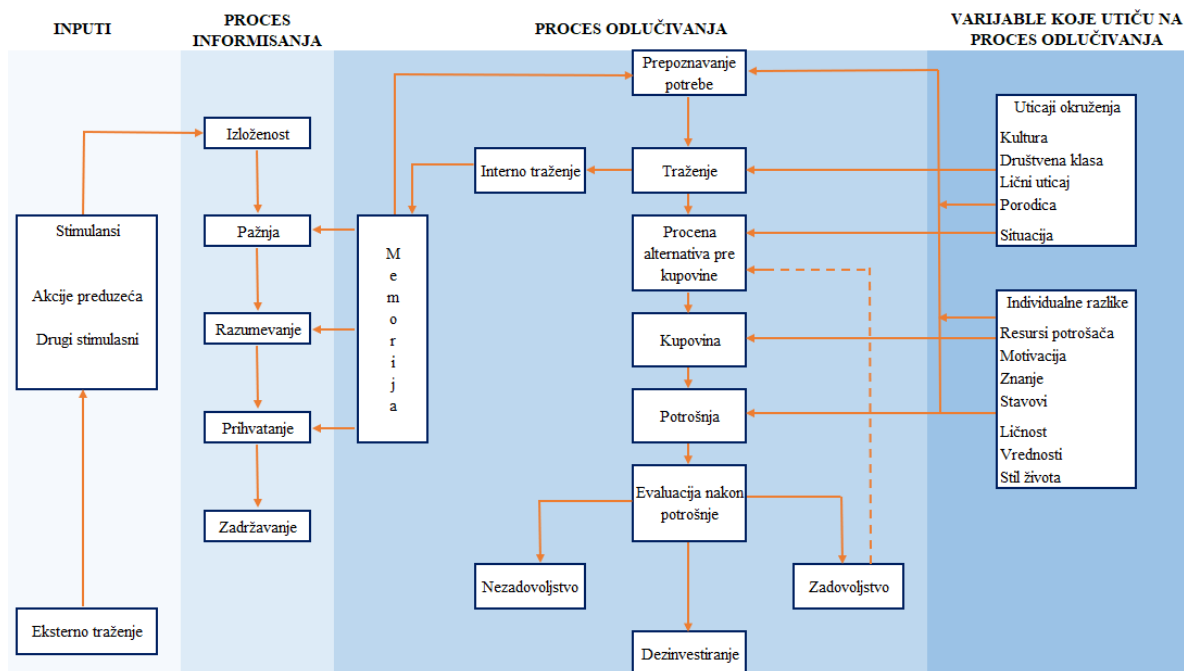 INPUTI
PROCES
INFORMISANJA
PROCES ODLUČIVANJA
VARIJABLE KOJE UTIČU NA
PROCES ODLUČIVANJA
Stimulansi
Akcije preduzeća
Drugi stimulasni
Eksterno traženje
Izloženost
Pažnja
Razumevanje
Prihvatanje
Zadržavanje
M
e
m
o
r
i
j
a
Prepoznavanje
potrebe
Interno traženje
Traženje
Procena
alternativa pre
kupovine
Kupovina
Potrošnja
Evaluacija nakon
potrošnje
Nezadovoljstvo
Zadovoljstvo
Dezinvestiranje
Uticaji okruženja
Kultura
Društvena klasa
Lični uticaj
Porodica
Situacija
Individualne razlike
Resursi potrošača
Motivacija
Znanje
Stavovi
Ličnost
Vrednosti
Stil života